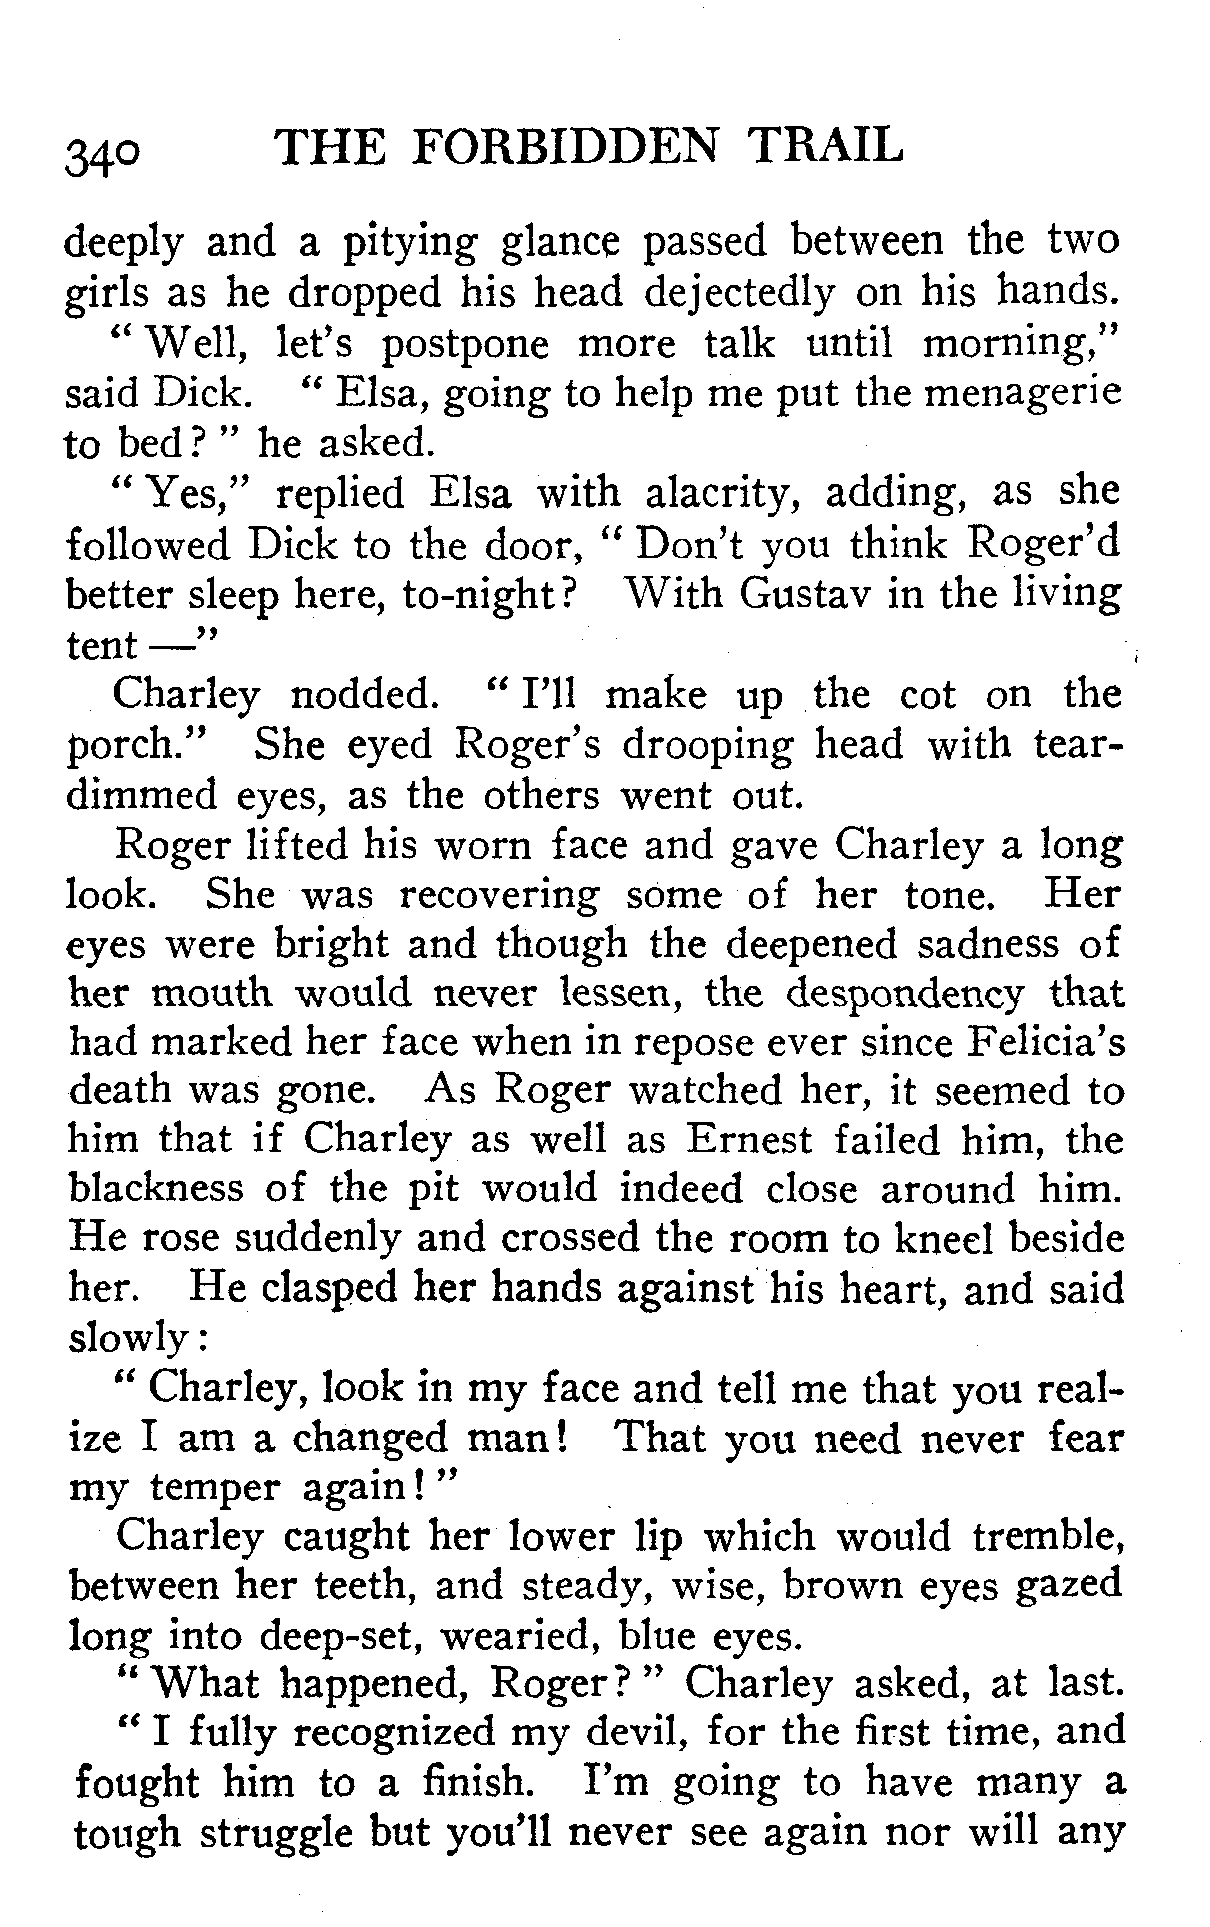 340 THE FORBIDDEN TRAIL
deeply and a pitying glance passed between the two
girls as he dropped his head dejectedly on his hands.
“ Well, let’s postpone more talk until morning,”
said Dick. “ Elsa, going to help me put the menagerie
to bed? ” he asked.
“ Yes,” replied Elsa with alacrity, adding, as she
followed Dick to the door, “ Don’t you think Roger’d
better sleep here, to-night? With Gustav in the living
tent —”
Charley nodded. “ I’ll make up the cot on the
porch.” She eyed Roger’s drooping head with tear-
dimmed eyes, as the others went out.
Roger lifted his worn face and gave Charley a long
look. She was recovering some of her tone. Her
eyes were bright and though the deepened sadness of
her mouth would never lessen, the despondency that
had marked her face when in repose ever since Felicia’s
death was gone. As Roger watched her, it seemed to
him that if Charley as well as Ernest failed him, the
blackness of the pit would indeed close around him.
He rose suddenly and crossed the room to kneel beside
her. He clasped her hands against his heart, and said
slowly:
“ Charley, look in my face and tell me that you real-
ize I am a changed man! That you need never fear
my temper again! ”
Charley caught her lower lip which would tremble,
between her teeth, and steady, wise, brown eyes gazed
long into deep-set, wearied, blue eyes.
“ What happened, Roger? ” Charley asked, at last.
“ I fully recognized my devil, for the first time, and
fought him to a finish. I’m going to have many a
tough struggle but you’ll never see again nor will any